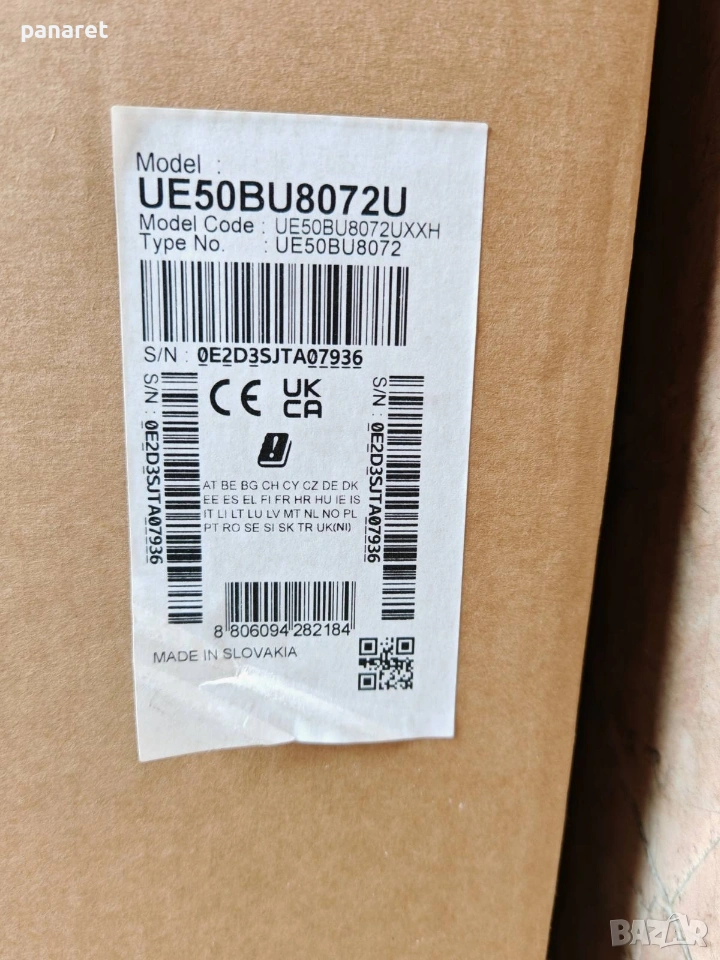 panaret
Model :
UE50BU8072U
Model Code : UE50BU8072UXXH
Type No. : UE50BU8072
S/N : 0E2D3SJTA07936
S/N : 0E2D3SJTA07936
S/N : 0E2D3SJTA07936
CE UK
CA
AT BE BG CH CY CZ DE DK
EE ES EL FI FR HR HU IE IS
IT LI LT LU LV MT NL NO PL
PT RO SE SI SK TR UK(NI)
8 806094 282184
MADE IN SLOVAKIA
BAZAR